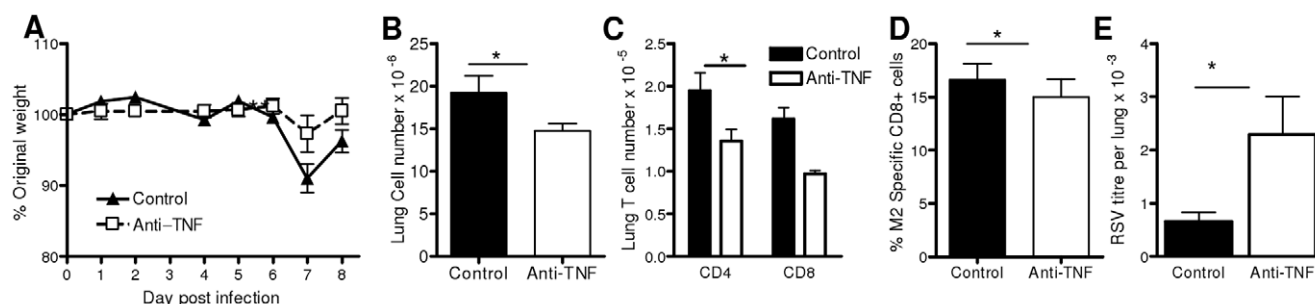 A
% Original weight
110
100
90
80
**
Control
Anti–TNF
0 1 2 3 4 5 6 7 8
Day post infection
B
Lung Cell number x 10⁻⁶
25
20
15
10
5
0
*
Control Anti-TNF
C
Lung T cell number x 10⁻⁵
2.5
2.0
1.5
1.0
0.5
0.0
*
Control
Anti-TNF
CD4 CD8
D
% M2 Specific CD8+ cells
20
15
10
5
0
*
Control Anti-TNF
E
RSV titre per lung x 10⁻³
4
3
2
1
0
*
Control Anti-TNF